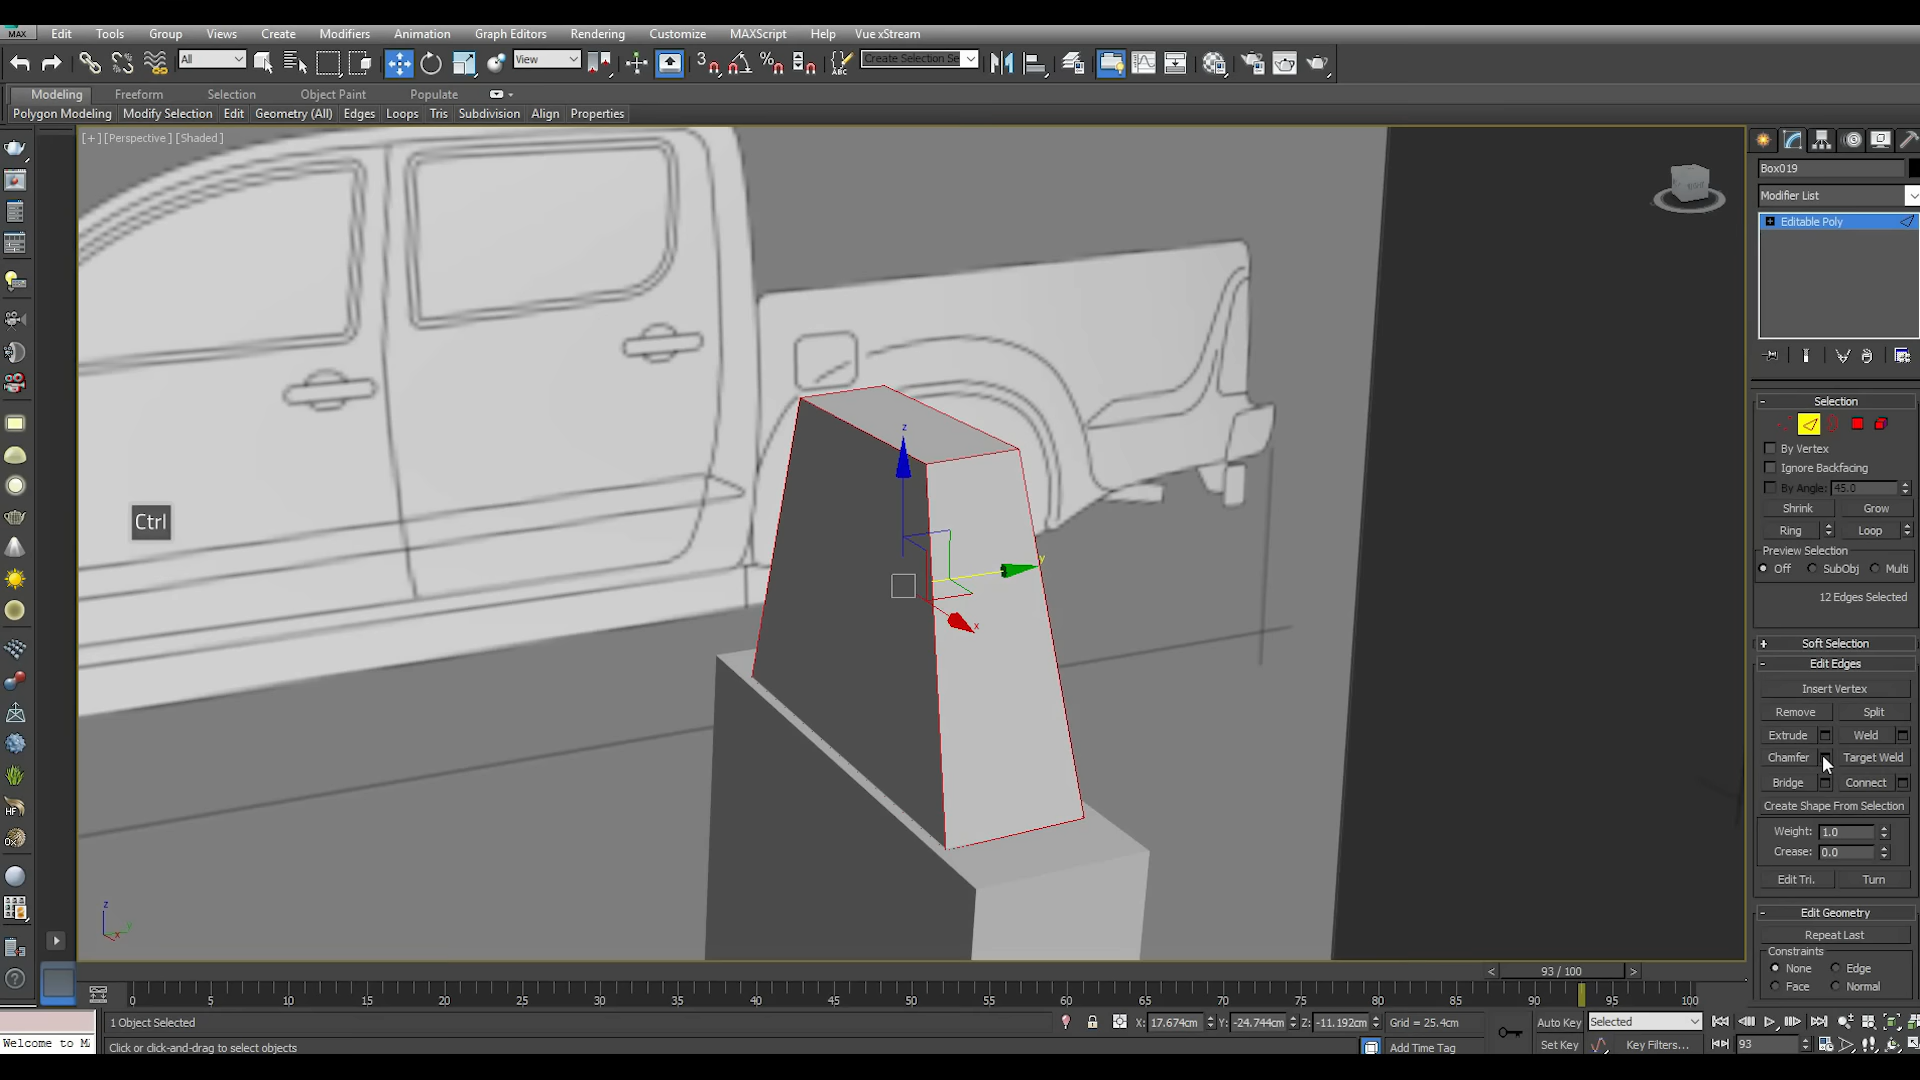 MAX Edit Tools Group Views Create Modifiers Animation Graph Editors Rendering Customize MAXScript Help Vue xStream
All View Create Selection Se
Modeling Freeform Selection Object Paint Populate
Polygon Modeling Modify Selection Edit Geometry (All) Edges Loops Tris Subdivision Align Properties
[+] [Perspective] [Shaded]
Box019
Modifier List
Editable Poly
Selection
By Vertex
Ignore Backfacing
By Angle: 45.0
Shrink Grow
Ring Loop
Preview Selection
Off SubObj Multi
12 Edges Selected
Soft Selection
Edit Edges
Insert Vertex
Remove Split
Extrude Weld
Chamfer Target Weld
Bridge Connect
Create Shape From Selection
Weight: 1.0
Crease: 0.0
Edit Tri. Turn
Edit Geometry
Repeat Last
Constraints
None Edge
Face Normal
Ctrl
z
y
x
z
y
x
< 93 / 100 >
0 5 10 15 20 25 30 35 40 45 50 55 60 65 70 75 80 85 90 95 100
1 Object Selected X: 17.674cm Y: -24.744cm Z: -11.192cm Grid = 25.4cm Auto Key Selected
Welcome to Click or click-and-drag to select objects Add Time Tag Set Key Key Filters... 93